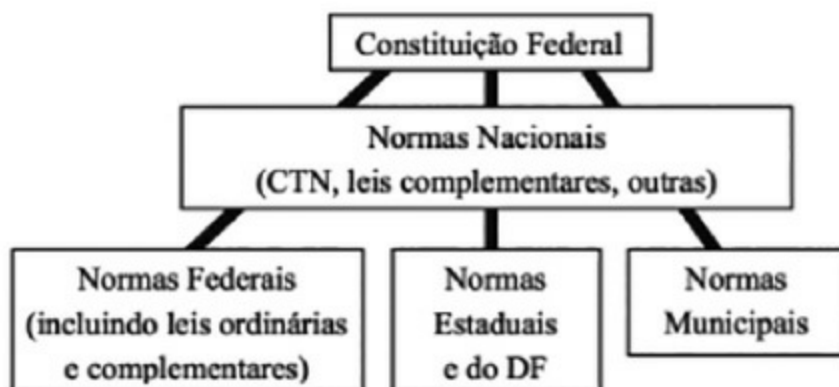 Constituição Federal
Normas Nacionais
(CTN, leis complementares, outras)
Normas Federais
(incluindo leis ordinárias
e complementares)
Normas
Estaduais
e do DF
Normas
Municipais